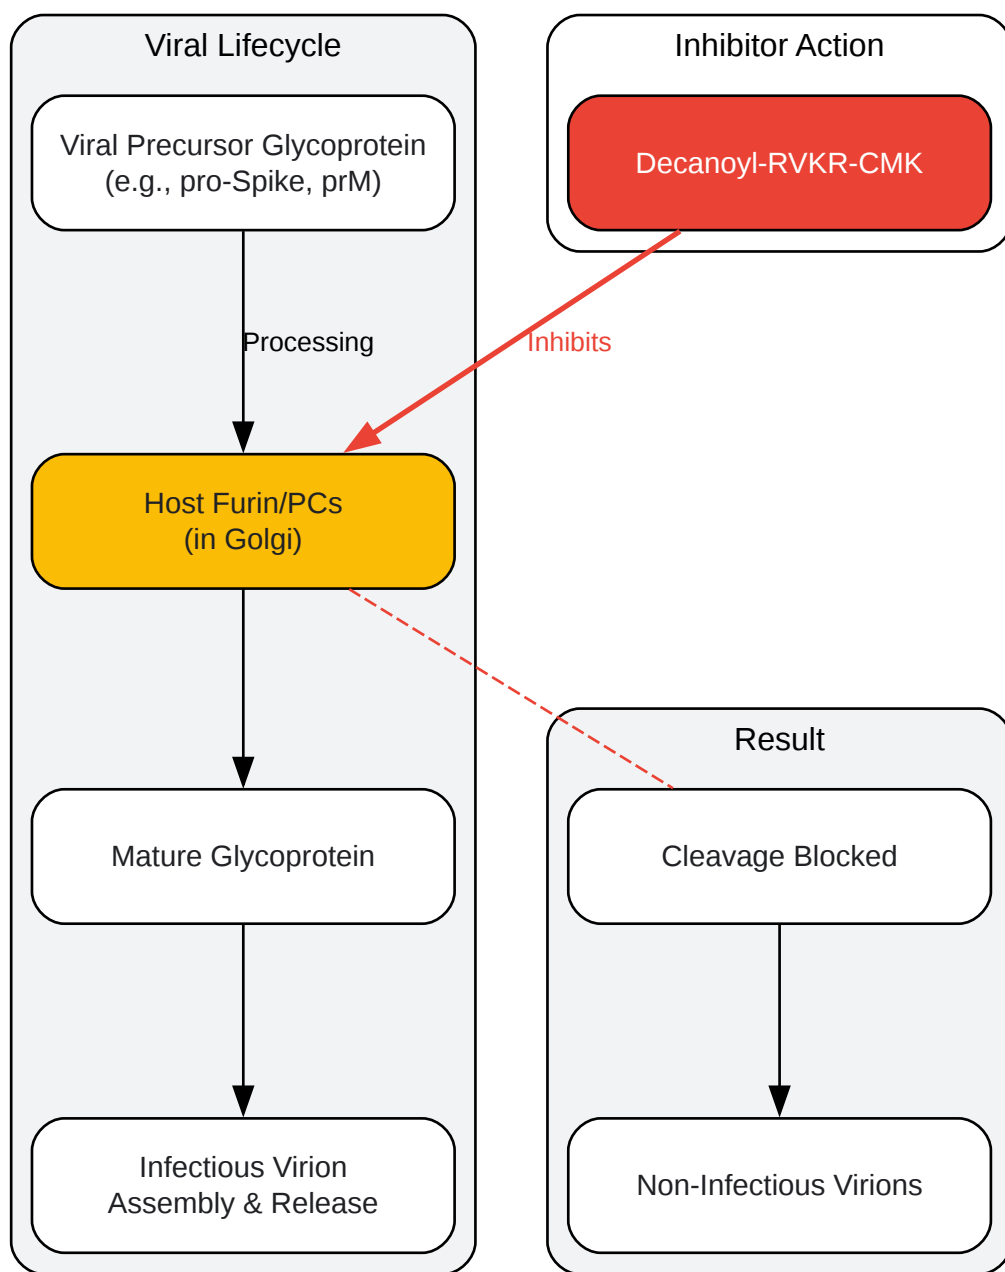 Viral Lifecycle
Viral Precursor Glycoprotein
(e.g., pro-Spike, prM)
Processing
Host Furin/PCs
(in Golgi)
Mature Glycoprotein
Infectious Virion
Assembly & Release
Inhibitor Action
Decanoyl-RVKR-CMK
Inhibits
Result
Cleavage Blocked
Non-Infectious Virions